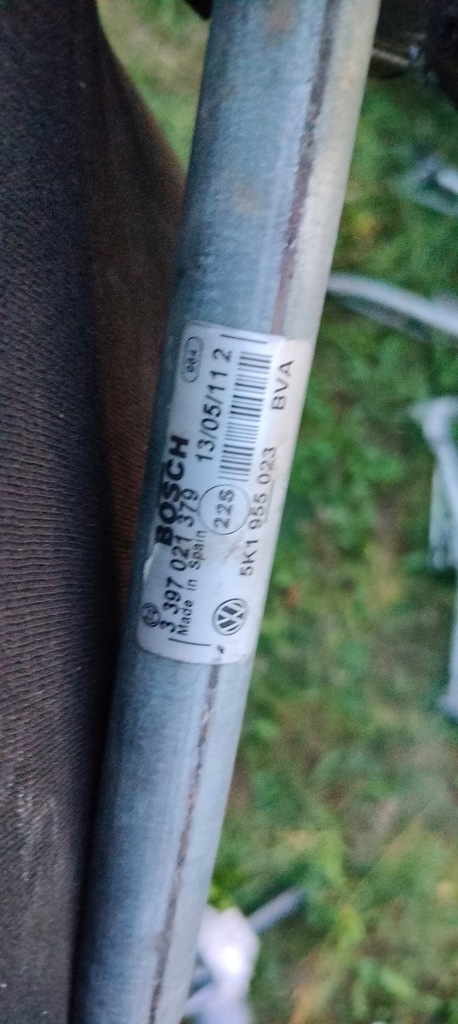 BOSCH
3 397 021 379
Made in Spain
13/05/11 2
22S
5K1 955 023 BVA